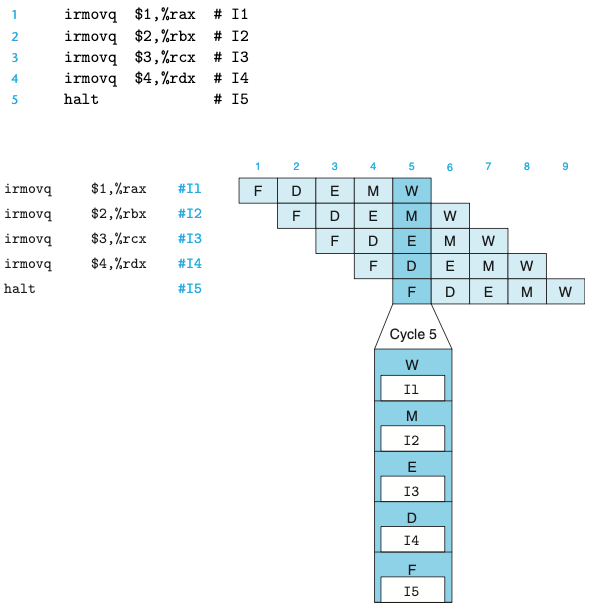 1 irmovq $1,%rax # I1
2 irmovq $2,%rbx # I2
3 irmovq $3,%rcx # I3
4 irmovq $4,%rdx # I4
5 halt # I5
1 2 3 4 5 6 7 8 9
irmovq $1,%rax #I1 F D E M W
irmovq $2,%rbx #I2 F D E M W
irmovq $3,%rcx #I3 F D E M W
irmovq $4,%rdx #I4 F D E M W
halt #I5 F D E M W
Cycle 5
W
I1
M
I2
E
I3
D
I4
F
I5